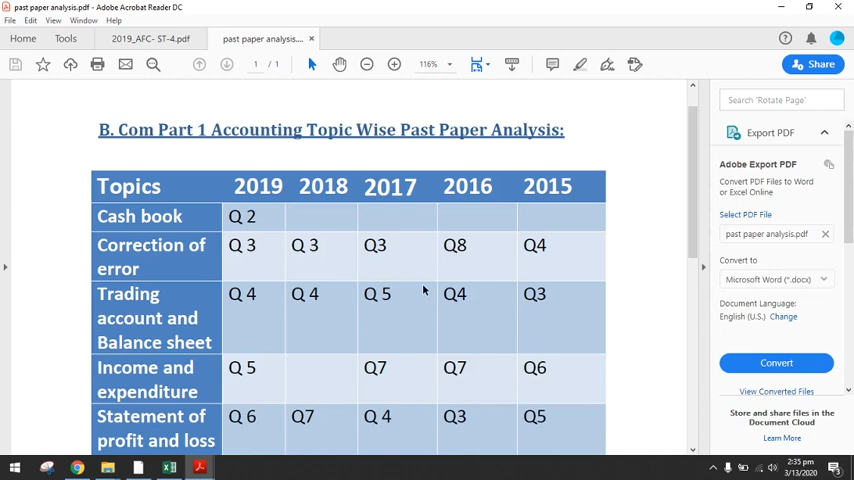 past paper analysis.pdf - Adobe Acrobat Reader DC
File Edit View Window Help
Home Tools 2019_AFC- ST-4.pdf past paper analysis.... ×
1 / 1 116% Share
B. Com Part 1 Accounting Topic Wise Past Paper Analysis:
Topics 2019 2018 2017 2016 2015
Cash book Q 2
Correction of Q 3 Q 3 Q3 Q8 Q4
error
Trading Q 4 Q 4 Q 5 Q4 Q3
account and
Balance sheet
Income and Q 5 Q7 Q7 Q6
expenditure
Statement of Q 6 Q7 Q 4 Q3 Q5
profit and loss
Search 'Rotate Page'
Export PDF
Adobe Export PDF
Convert PDF Files to Word
or Excel Online
Select PDF File
past paper analysis.pdf
Convert to
Microsoft Word (*.docx)
Document Language:
English (U.S.) Change
Convert
View Converted Files
Store and share files in the
Document Cloud
Learn More
2:35 pm
3/13/2020
3